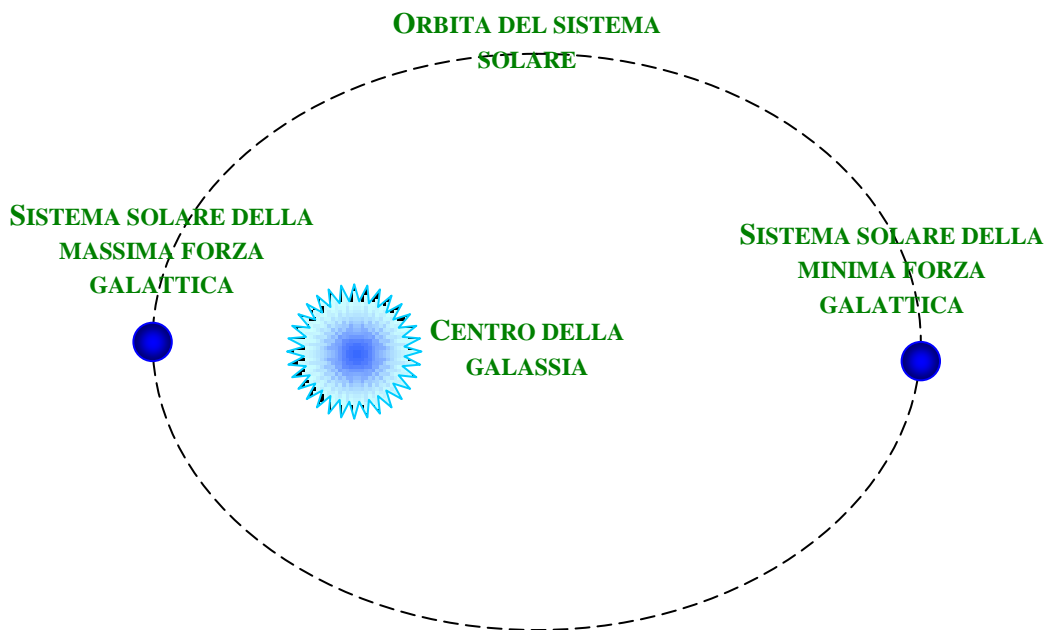 ORBITA DEL SISTEMA
SOLARE
SISTEMA SOLARE DELLA
MASSIMA FORZA
GALATTICA
SISTEMA SOLARE DELLA
MINIMA FORZA
GALATTICA
CENTRO DELLA
GALASSIA